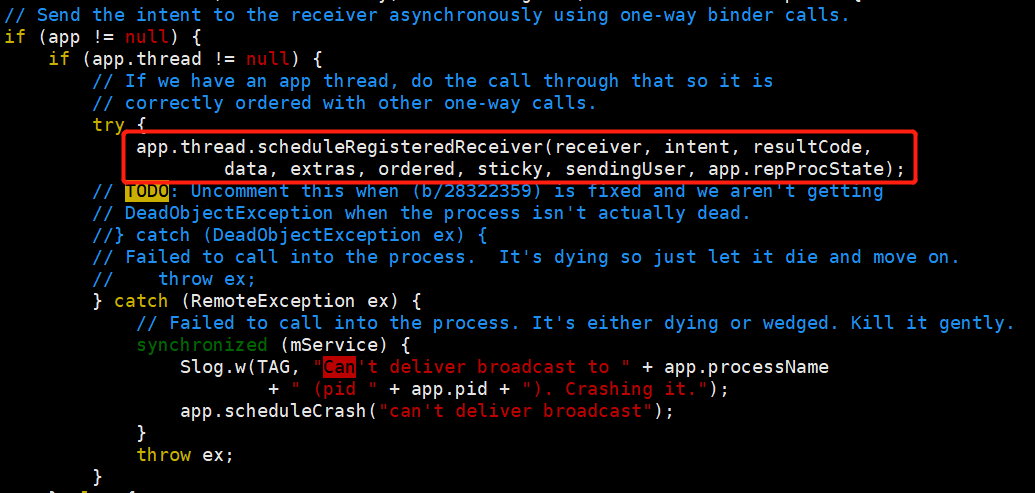 // Send the intent to the receiver asynchronously using one-way binder calls.
if (app != null) {
if (app.thread != null) {
// If we have an app thread, do the call through that so it is
// correctly ordered with other one-way calls.
try {
app.thread.scheduleRegisteredReceiver(receiver, intent, resultCode,
data, extras, ordered, sticky, sendingUser, app.repProcState);
// TODO: Uncomment this when (b/28322359) is fixed and we aren't getting
// DeadObjectException when the process isn't actually dead.
//} catch (DeadObjectException ex) {
// Failed to call into the process.  It's dying so just let it die and move on.
//    throw ex;
} catch (RemoteException ex) {
// Failed to call into the process. It's either dying or wedged. Kill it gently.
synchronized (mService) {
Slog.w(TAG, "Can't deliver broadcast to " + app.processName
+ " (pid " + app.pid + "). Crashing it.");
app.scheduleCrash("can't deliver broadcast");
}
throw ex;
}